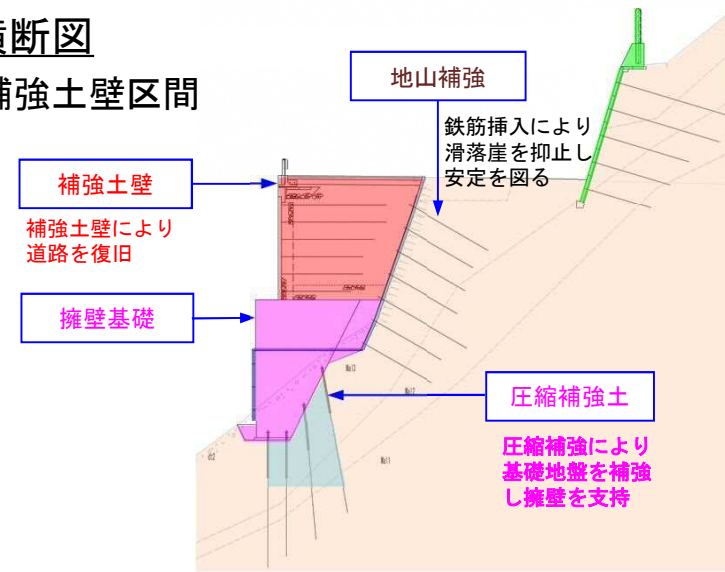 横断図
補強土壁区間
地山補強
鉄筋挿入により
滑落崖を抑止し
安定を図る
補強土壁
補強土壁により
道路を復旧
擁壁基礎
圧縮補強土
圧縮補強により
基礎地盤を補強
し擁壁を支持